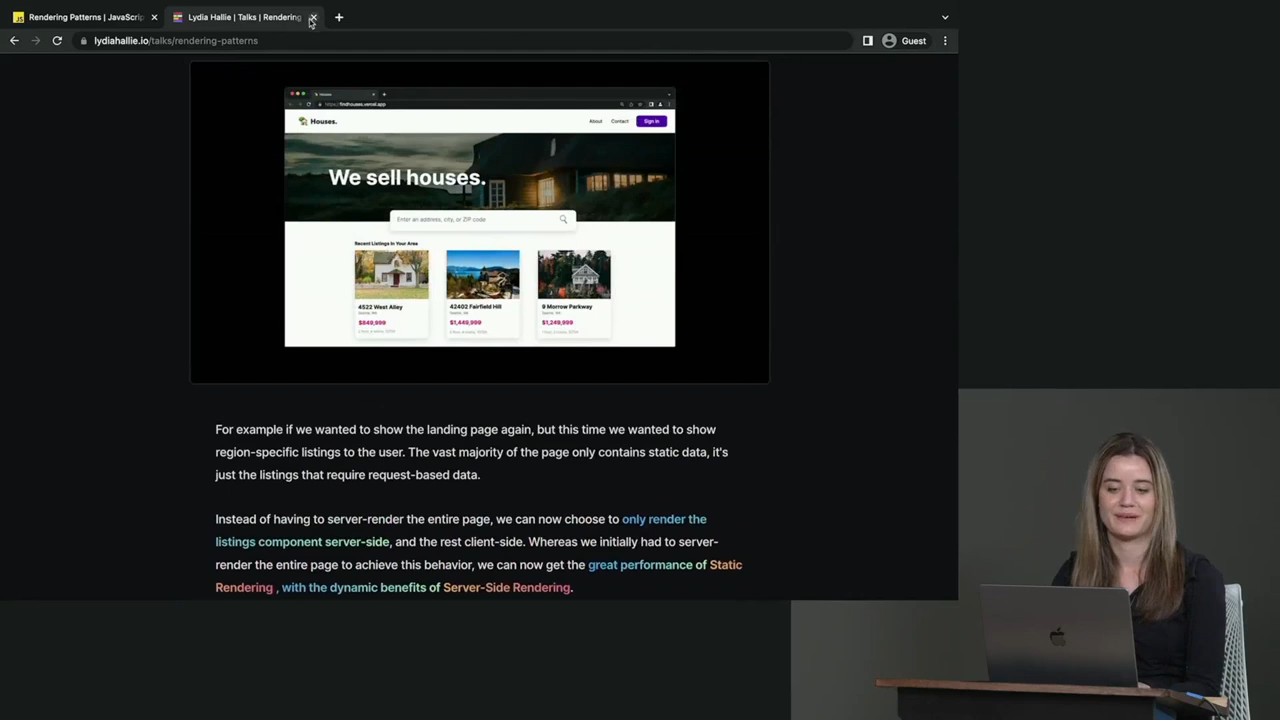 Rendering Patterns | JavaScrip
Lydia Hallie | Talks | Rendering
lydiahallie.io/talks/rendering-patterns
Guest
Houses
https://findhouses.vercel.app
Houses.
About
Contact
Sign In
We sell houses.
Enter an address, city, or ZIP code
Recent Listings in Your Area
4522 West Alley
42402 Fairfield Hill
9 Morrow Parkway
$849,999
$1,449,999
$1,249,999
For example if we wanted to show the landing page again, but this time we wanted to show
region-specific listings to the user. The vast majority of the page only contains static data, it's
just the listings that require request-based data.
Instead of having to server-render the entire page, we can now choose to only render the
listings component server-side, and the rest client-side. Whereas we initially had to server-
render the entire page to achieve this behavior, we can now get the great performance of Static
Rendering , with the dynamic benefits of Server-Side Rendering.